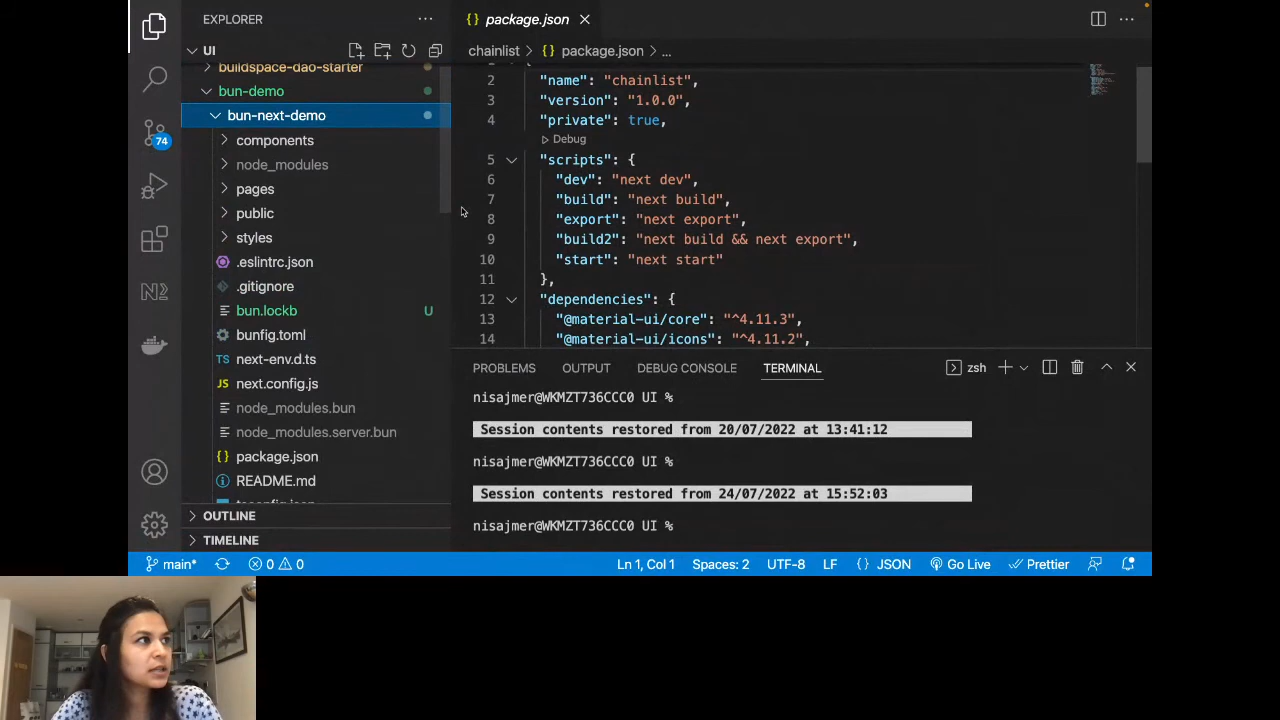 EXPLORER
UI
buildspace-dao-starter
bun-demo
bun-next-demo
components
node_modules
pages
public
styles
.eslintrc.json
.gitignore
bun.lockb U
bunfig.toml
TS next-env.d.ts
JS next.config.js
node_modules.bun
node_modules.server.bun
{} package.json
README.md
OUTLINE
TIMELINE
74
{} package.json
chainlist > {} package.json > ...
2 "name": "chainlist",
3 "version": "1.0.0",
4 "private": true,
Debug
5 "scripts": {
6 "dev": "next dev",
7 "build": "next build",
8 "export": "next export",
9 "build2": "next build && next export",
10 "start": "next start"
11 },
12 "dependencies": {
13 "@material-ui/core": "^4.11.3",
14 "@material-ui/icons": "^4.11.2",
PROBLEMS OUTPUT DEBUG CONSOLE TERMINAL zsh
nisajmer@WKMZT736CCC0 UI %
Session contents restored from 20/07/2022 at 13:41:12
nisajmer@WKMZT736CCC0 UI %
Session contents restored from 24/07/2022 at 15:52:03
nisajmer@WKMZT736CCC0 UI %
main* 0 0 Ln 1, Col 1 Spaces: 2 UTF-8 LF {} JSON Go Live Prettier